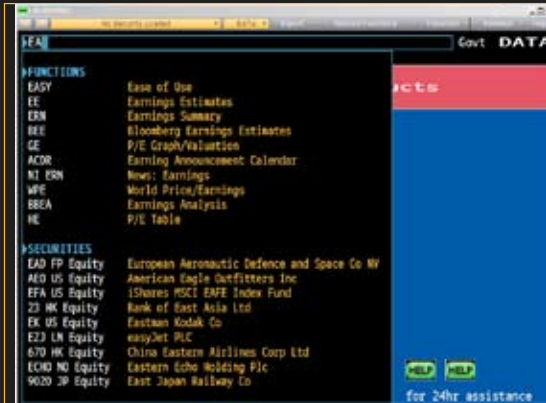 No Security Loaded
EA
Govt DATA
ucts
FUNCTIONS
EASY Ease of Use
EE Earnings Estimates
ERN Earnings Summary
BEE Bloomberg Earnings Estimates
GE P/E Graph/Valuation
ACDR Earning Announcement Calendar
NI ERN News: Earnings
WPE World Price/Earnings
BBEA Earnings Analysis
HE P/E Table
SECURITIES
EAD FP Equity European Aeronautic Defence and Space Co NV
AEO US Equity American Eagle Outfitters Inc
EFA US Equity iShares MSCI EAFE Index Fund
23 HK Equity Bank of East Asia Ltd
EK US Equity Eastman Kodak Co
EZJ LN Equity easyJet PLC
670 HK Equity China Eastern Airlines Corp Ltd
ECHO NO Equity Eastern Echo Holding Plc
9020 JP Equity East Japan Railway Co
HELP HELP
for 24hr assistance